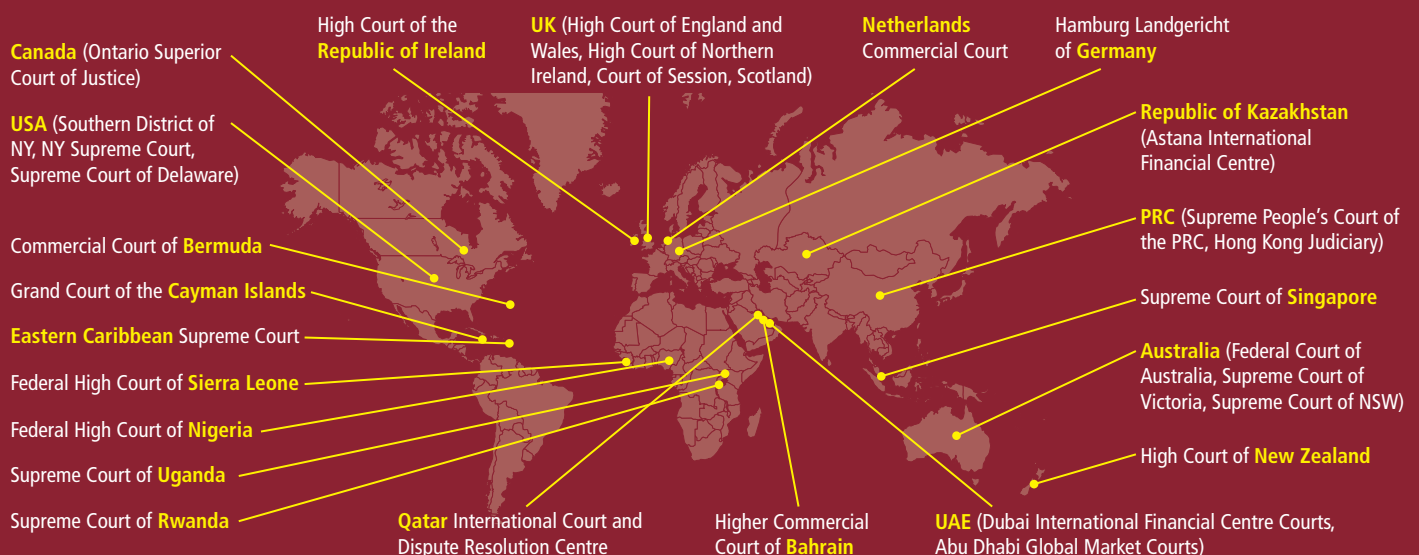 Canada (Ontario Superior
Court of Justice)
USA (Southern District of
NY, NY Supreme Court,
Supreme Court of Delaware)
Commercial Court of Bermuda
Grand Court of the Cayman Islands
Eastern Caribbean Supreme Court
Federal High Court of Sierra Leone
Federal High Court of Nigeria
Supreme Court of Uganda
Supreme Court of Rwanda
High Court of the
Republic of Ireland
UK (High Court of England and
Wales, High Court of Northern
Ireland, Court of Session, Scotland)
Netherlands
Commercial Court
Hamburg Landgericht
of Germany
Republic of Kazakhstan
(Astana International
Financial Centre)
PRC (Supreme People's Court of
the PRC, Hong Kong Judiciary)
Supreme Court of Singapore
Australia (Federal Court of
Australia, Supreme Court of
Victoria, Supreme Court of NSW)
High Court of New Zealand
Qatar International Court and
Dispute Resolution Centre
Higher Commercial
Court of Bahrain
UAE (Dubai International Financial Centre Courts,
Abu Dhabi Global Market Courts)